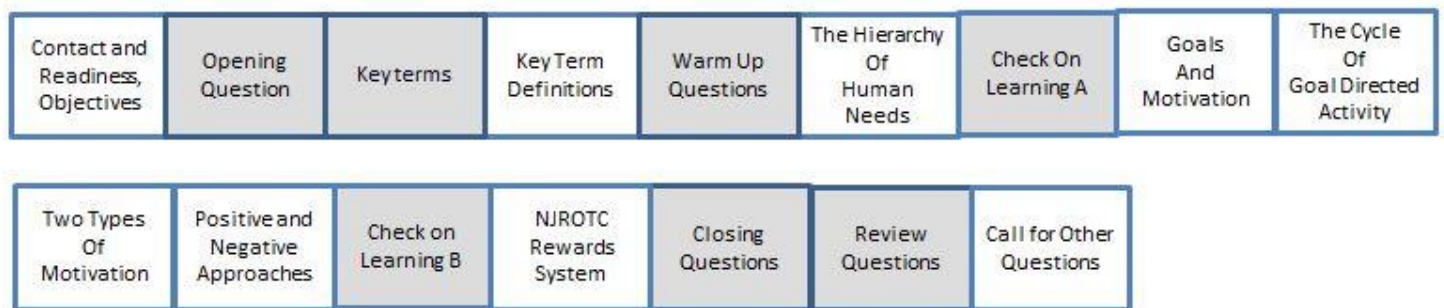 Contact and
Readiness,
Objectives
Opening
Question
Key terms
Key Term
Definitions
Warm Up
Questions
The Hierarchy
Of
Human
Needs
Check On
Learning A
Goals
And
Motivation
The Cycle
Of
Goal Directed
Activity
Two Types
Of
Motivation
Positive and
Negative
Approaches
Check on
Learning B
NJROTC
Rewards
System
Closing
Questions
Review
Questions
Call for Other
Questions